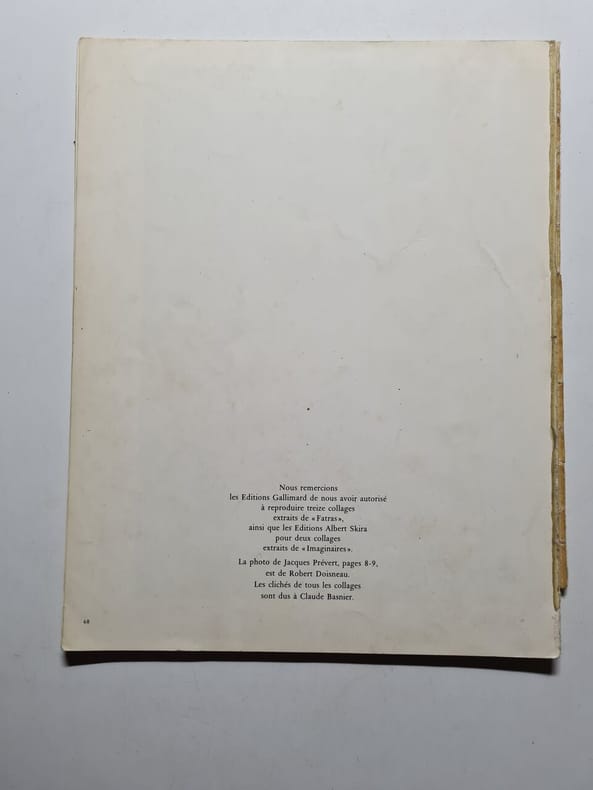 Nous remercions
les Editions Gallimard de nous avoir autorisé
à reproduire treize collages
extraits de « Fatras »,
ainsi que les Editions Albert Skira
pour deux collages
extraits de « Imaginaires ».
La photo de Jacques Prévert, pages 8-9,
est de Robert Doisneau.
Les clichés de tous les collages
sont dus à Claude Basnier.
68